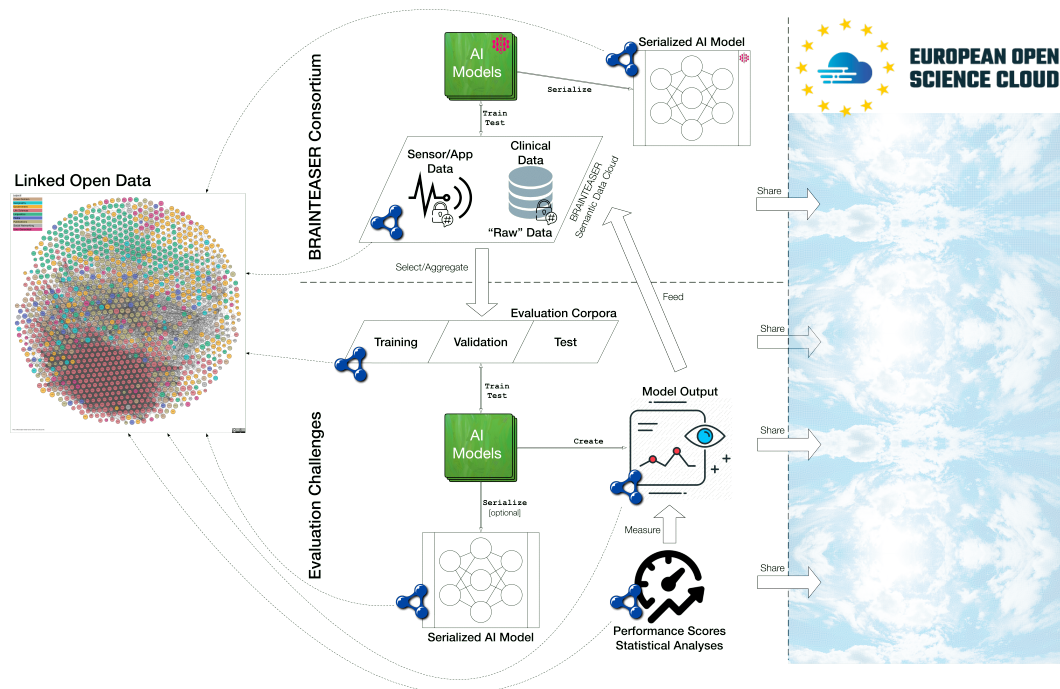 Serialized AI Model
EUROPEAN OPEN
SCIENCE CLOUD
AI
Models
Serialize
BRAINTEASER Consortium
Train
Test
Sensor/App
Data
Clinical
Data
"Raw" Data
BRAINTEASER
Semantic Data Cloud
Linked Open Data
Share
Select/Aggregate
Feed
Evaluation Corpora
Share
Training
Validation
Test
Train
Test
Model Output
Evaluation Challenges
AI
Models
Create
Share
Serialize
[optional]
Measure
Share
Serialized AI Model
Performance Scores
Statistical Analyses